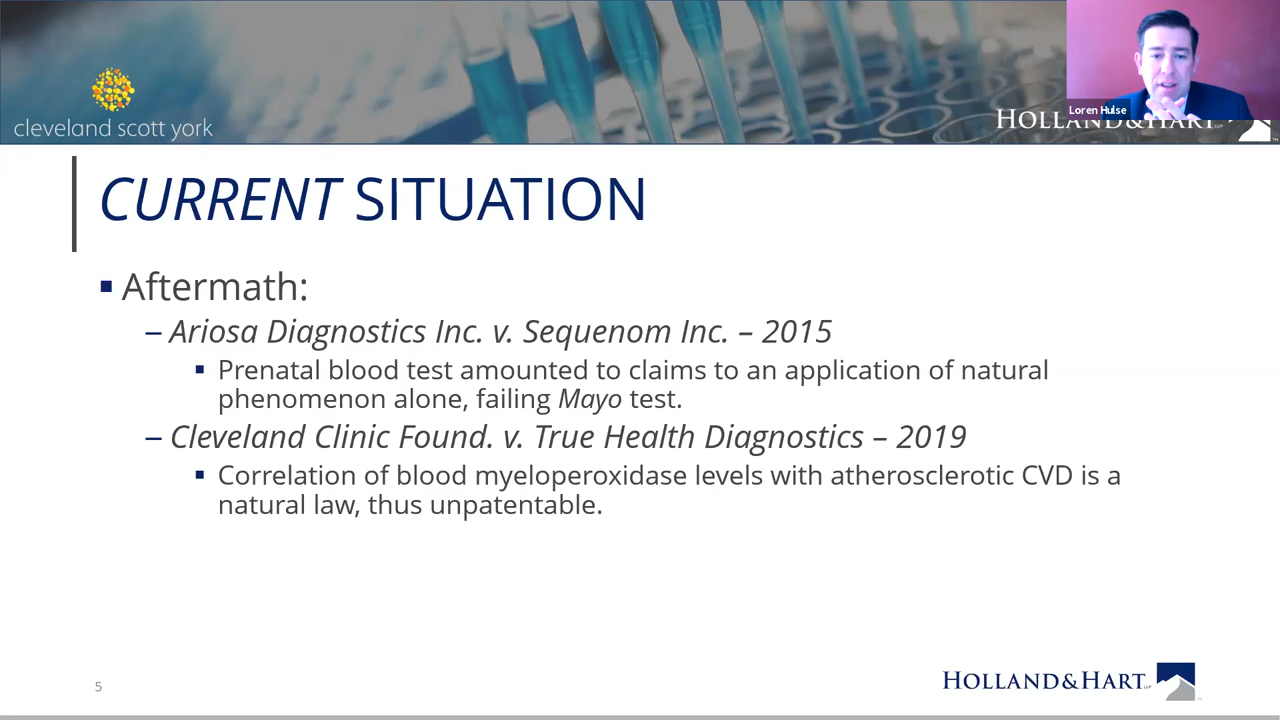 cleveland scott york
HOLLAND&HART
Loren Hulse
CURRENT SITUATION
▪ Aftermath:
– Ariosa Diagnostics Inc. v. Sequenom Inc. – 2015
▪ Prenatal blood test amounted to claims to an application of natural
phenomenon alone, failing Mayo test.
– Cleveland Clinic Found. v. True Health Diagnostics – 2019
▪ Correlation of blood myeloperoxidase levels with atherosclerotic CVD is a
natural law, thus unpatentable.
5
HOLLAND&HART